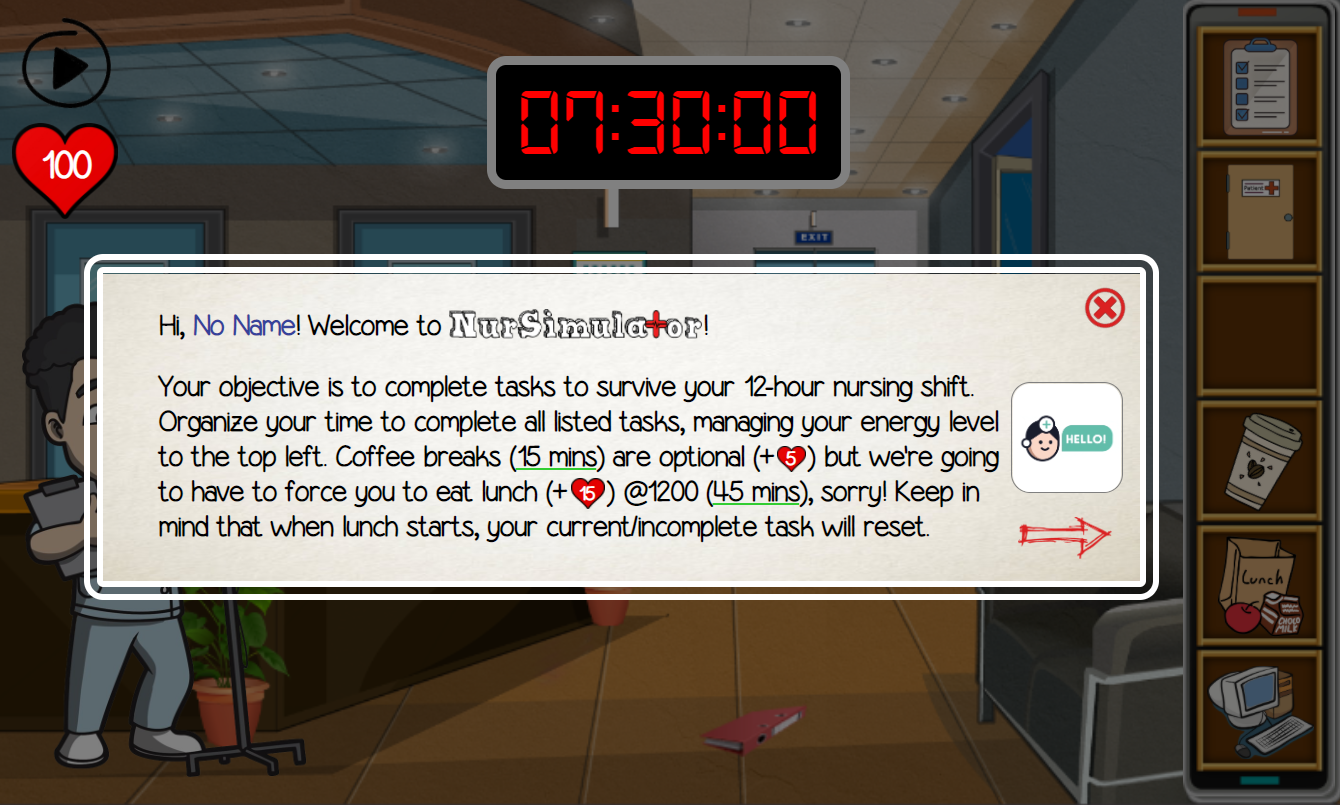 07:30:00
100
EXIT
Patient
Hi, No Name! Welcome to NurSimulator!
Your objective is to complete tasks to survive your 12-hour nursing shift.
Organize your time to complete all listed tasks, managing your energy level
to the top left. Coffee breaks (15 mins) are optional (+5) but we're going
to have to force you to eat lunch (+15) @1200 (45 mins), sorry! Keep in
mind that when lunch starts, your current/incomplete task will reset.
HELLO!
Lunch
CHOCO
MILK